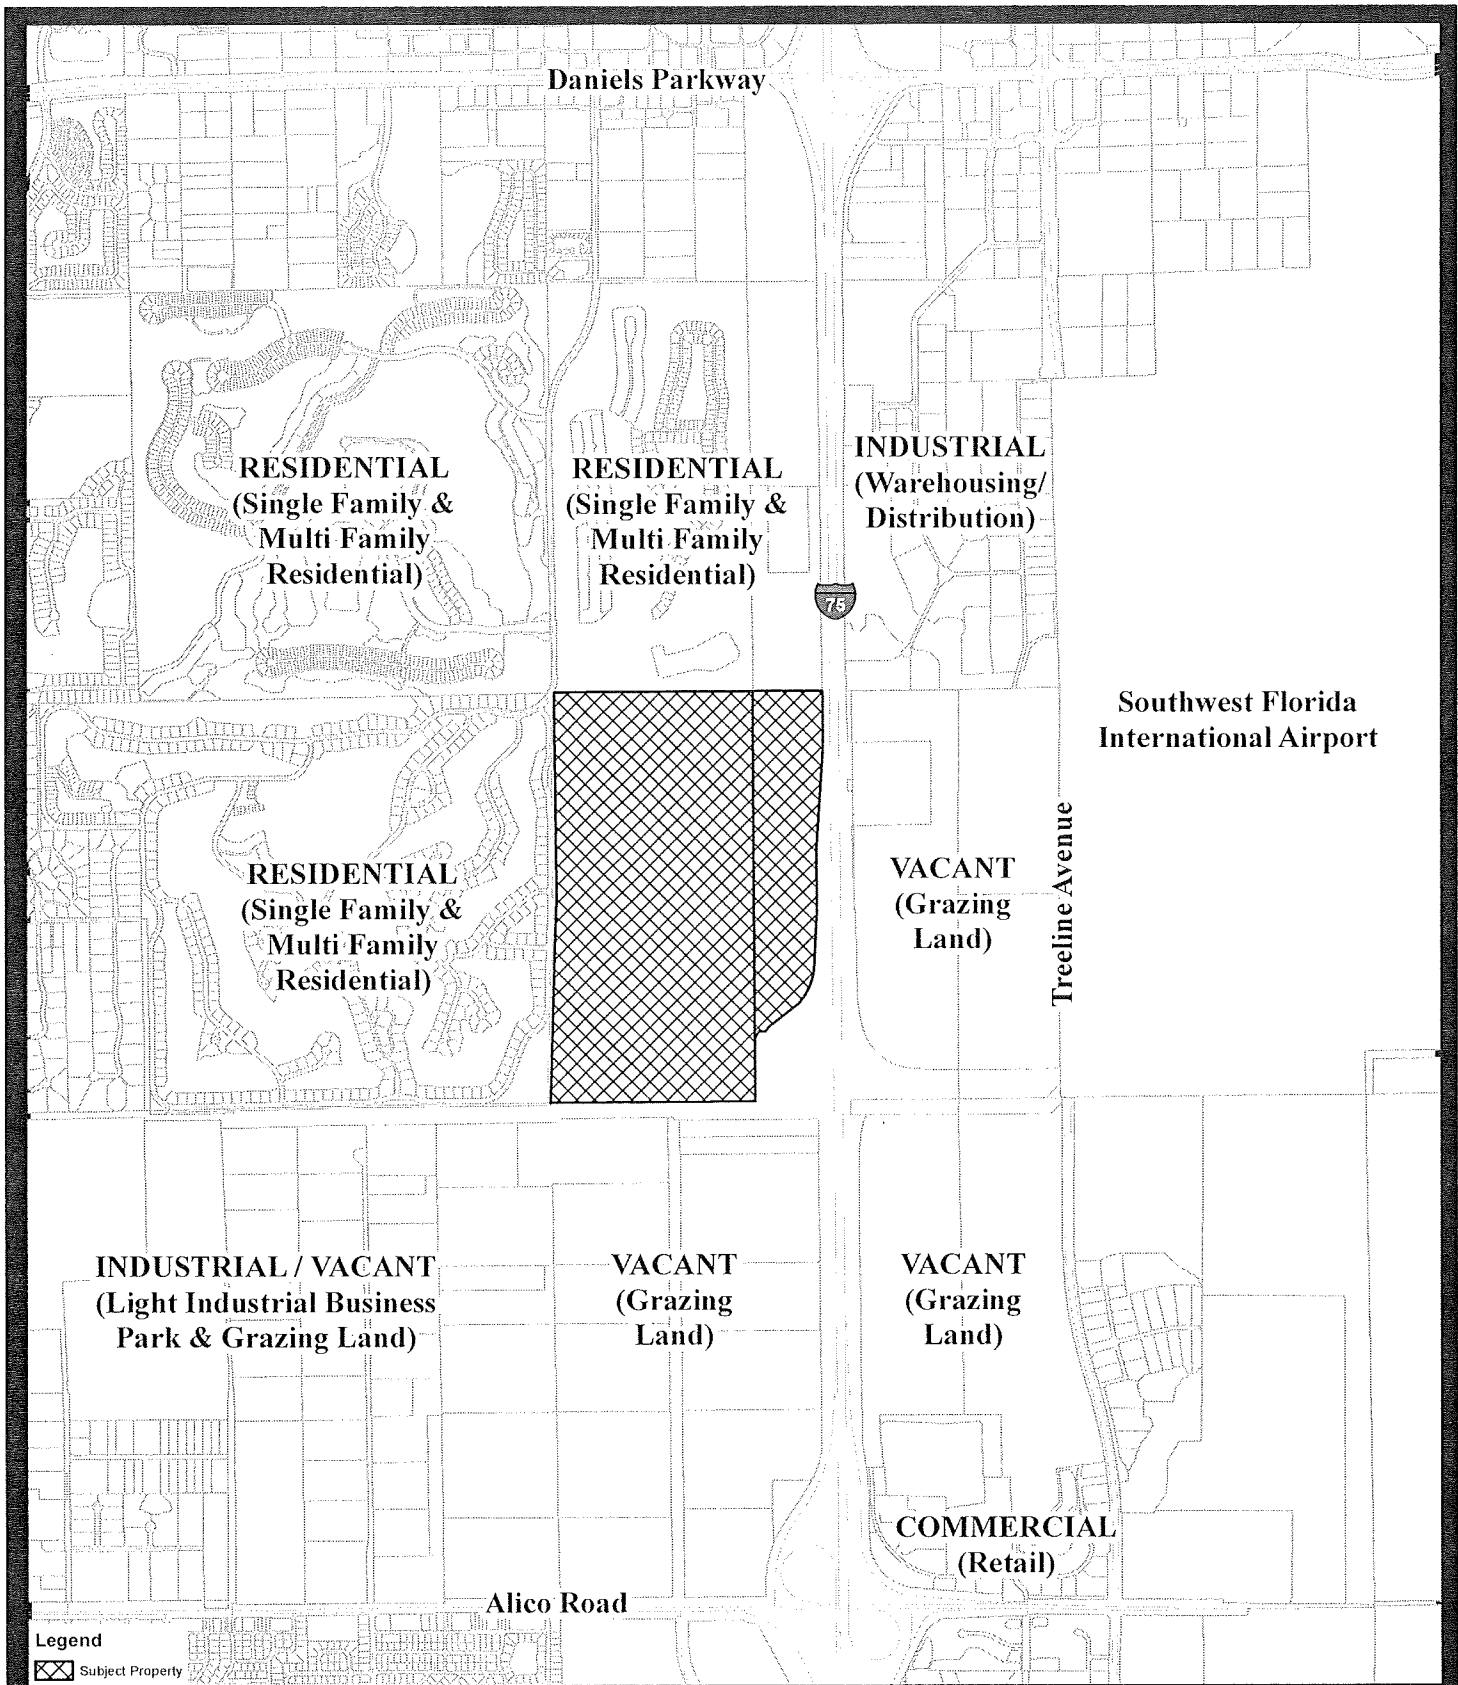 Daniels Parkway
RESIDENTIAL
(Single Family &
Multi Family
Residential)
RESIDENTIAL
(Single Family &
Multi Family
Residential)
INDUSTRIAL
(Warehousing/
Distribution)
75
Southwest Florida
International Airport
RESIDENTIAL
(Single Family &
Multi Family
Residential)
VACANT
(Grazing
Land)
Treeline Avenue
INDUSTRIAL / VACANT
(Light Industrial Business
Park & Grazing Land)
VACANT
(Grazing
Land)
VACANT
(Grazing
Land)
COMMERCIAL
(Retail)
Alico Road
Legend
Subject Property